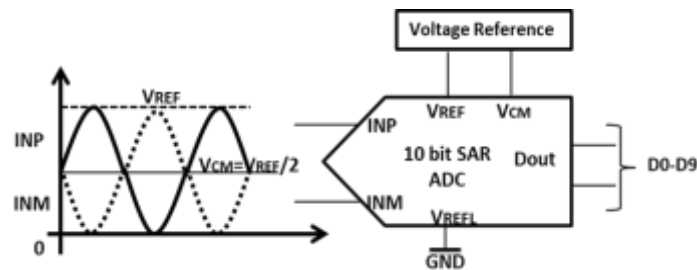 Voltage Reference
VREF
INP
VCM=VREF/2
INM
0
INP
VREF
VCM
10 bit SAR
ADC
Dout
D0-D9
INM
VREFL
GND